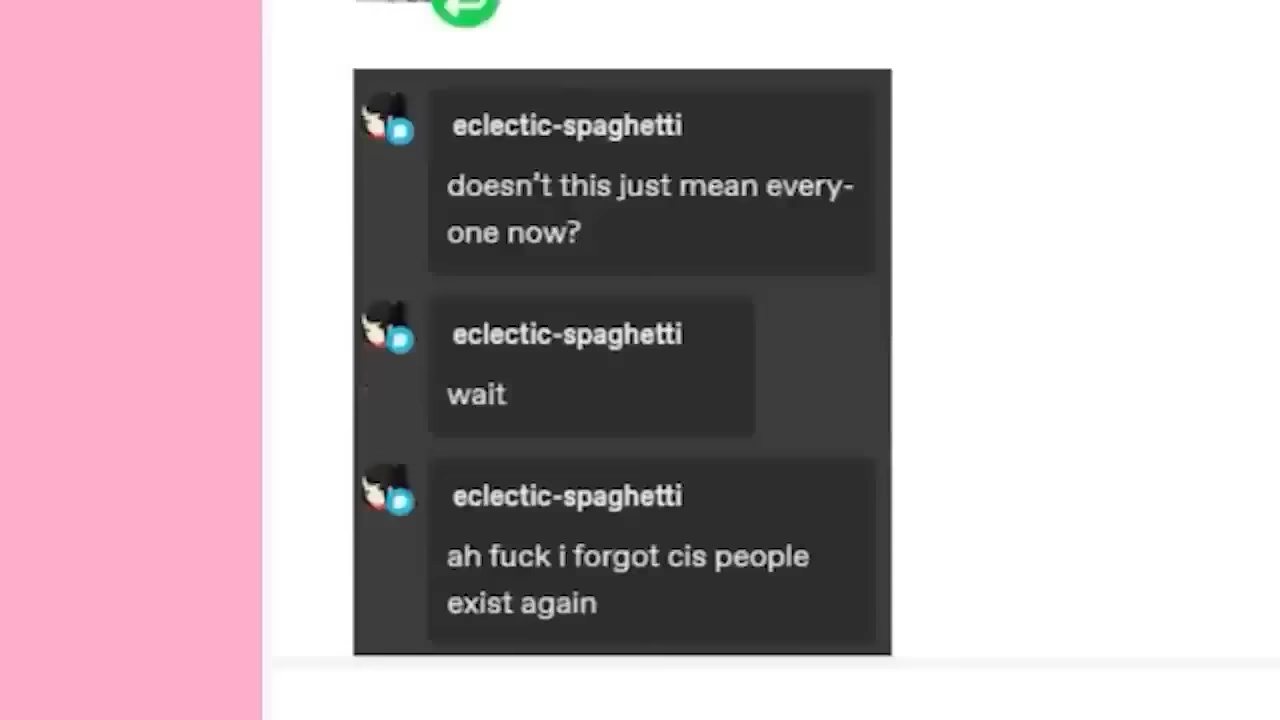 eclectic-spaghetti
doesn't this just mean every-
one now?
eclectic-spaghetti
wait
eclectic-spaghetti
ah fuck i forgot cis people
exist again